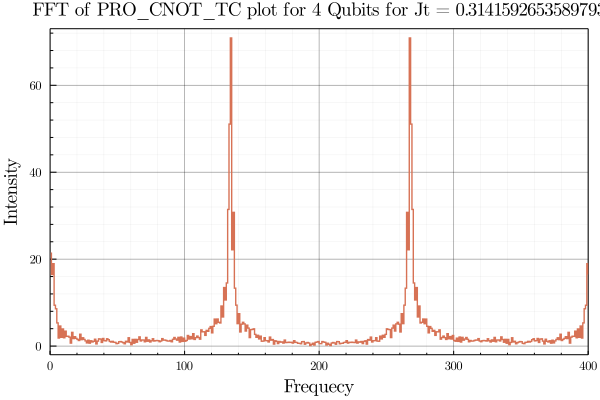 FFT of PRO_CNOT_TC plot for 4 Qubits for Jt = 0.3141592653589793
Intensity
60
40
20
0
0 100 200 300 400
Frequecy